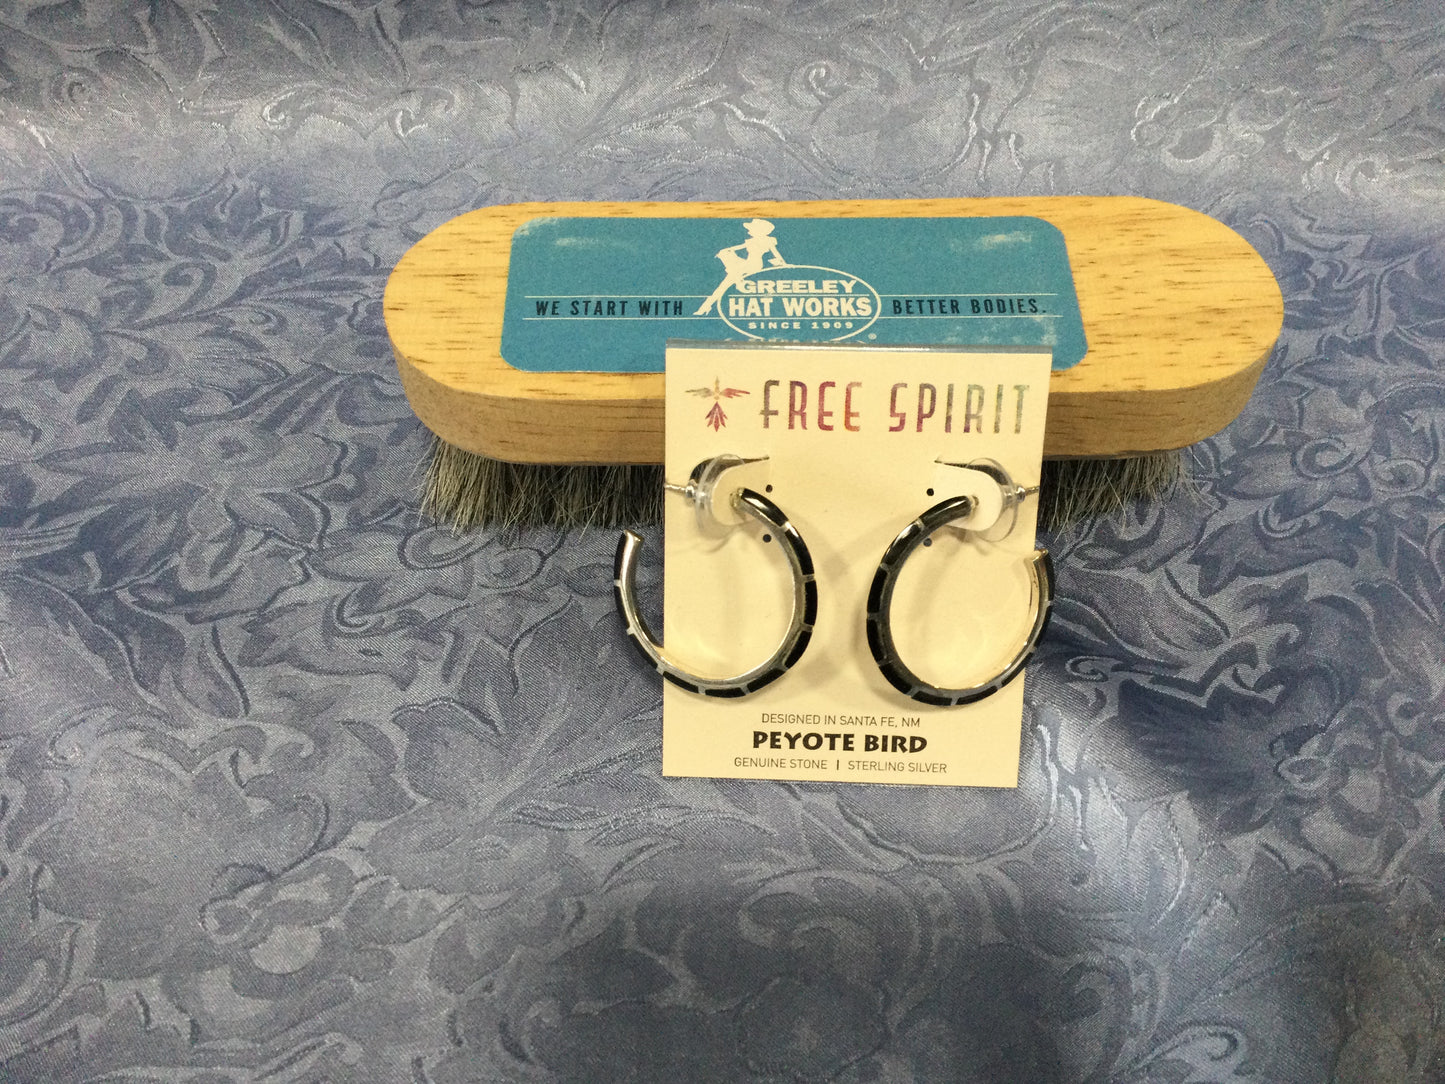 GREELEY
WE START WITH HAT WORKS BETTER BODIES.
SINCE 1909
®
FREE SPIRIT
DESIGNED IN SANTA FE, NM
PEYOTE BIRD
GENUINE STONE | STERLING SILVER